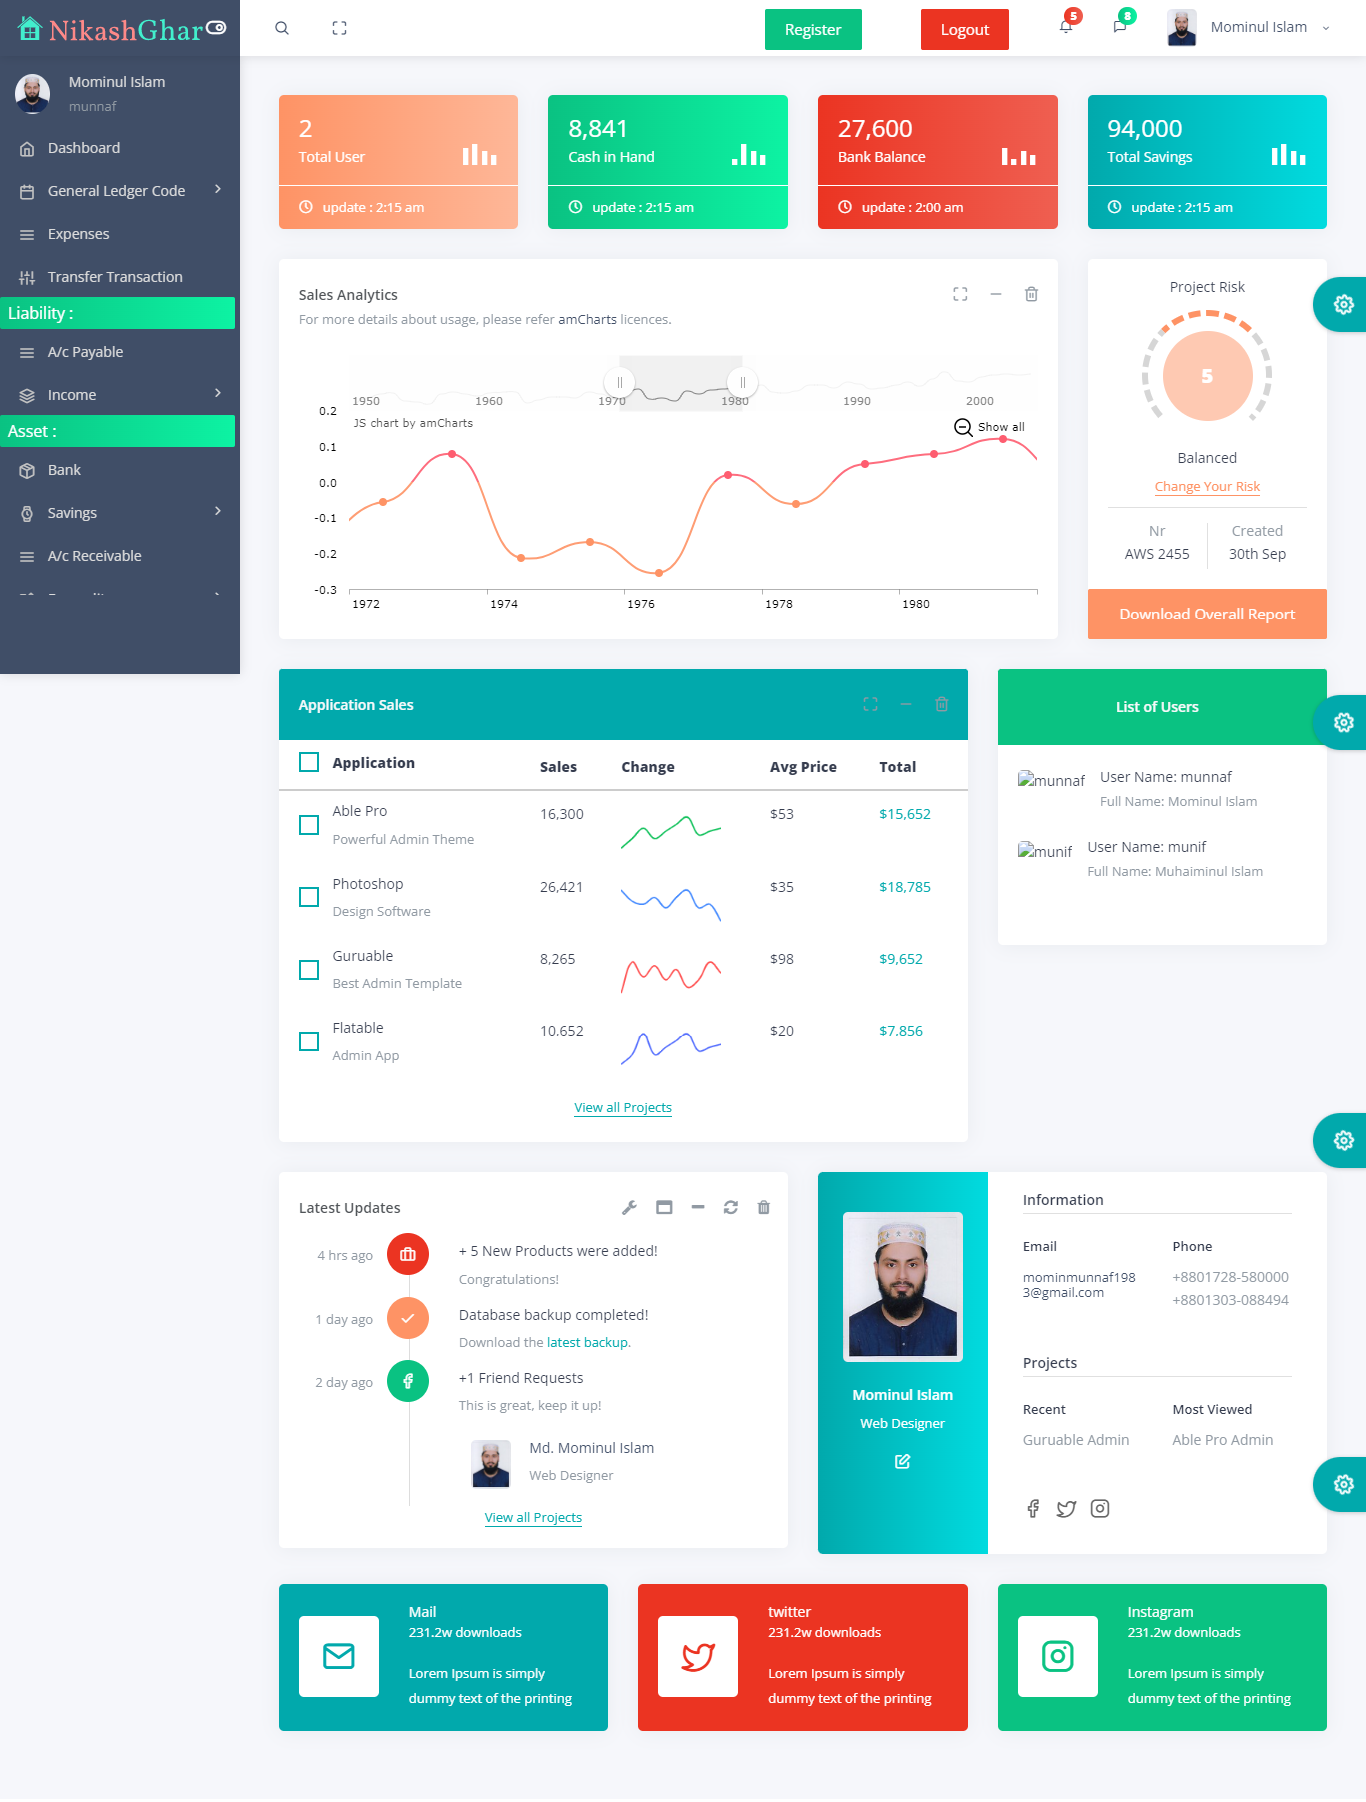 NikashGhar
Register
Logout
5
8
Mominul Islam
Mominul Islam
munnaf
Dashboard
General Ledger Code
Expenses
Transfer Transaction
Liability :
A/c Payable
Income
Asset :
Bank
Savings
A/c Receivable
2
Total User
update : 2:15 am
8,841
Cash in Hand
update : 2:15 am
27,600
Bank Balance
update : 2:00 am
94,000
Total Savings
update : 2:15 am
Sales Analytics
For more details about usage, please refer amCharts licences.
1950 1960 1970 1980 1990 2000
JS chart by amCharts
Show all
0.2
0.1
0.0
-0.1
-0.2
-0.3
1972 1974 1976 1978 1980
Project Risk
5
Balanced
Change Your Risk
Nr Created
AWS 2455 30th Sep
Download Overall Report
Application Sales
Application Sales Change Avg Price Total
Able Pro 16,300 $53 $15,652
Powerful Admin Theme
Photoshop 26,421 $35 $18,785
Design Software
Guruable 8,265 $98 $9,652
Best Admin Template
Flatable 10.652 $20 $7.856
Admin App
View all Projects
List of Users
munnaf User Name: munnaf
Full Name: Mominul Islam
munif User Name: munif
Full Name: Muhaiminul Islam
Latest Updates
4 hrs ago + 5 New Products were added!
Congratulations!
1 day ago Database backup completed!
Download the latest backup.
2 day ago +1 Friend Requests
This is great, keep it up!
Md. Mominul Islam
Web Designer
View all Projects
Mominul Islam
Web Designer
Information
Email Phone
mominmunnaf198 +8801728-580000
3@gmail.com +8801303-088494
Projects
Recent Most Viewed
Guruable Admin Able Pro Admin
Mail
231.2w downloads
Lorem Ipsum is simply
dummy text of the printing
twitter
231.2w downloads
Lorem Ipsum is simply
dummy text of the printing
Instagram
231.2w downloads
Lorem Ipsum is simply
dummy text of the printing